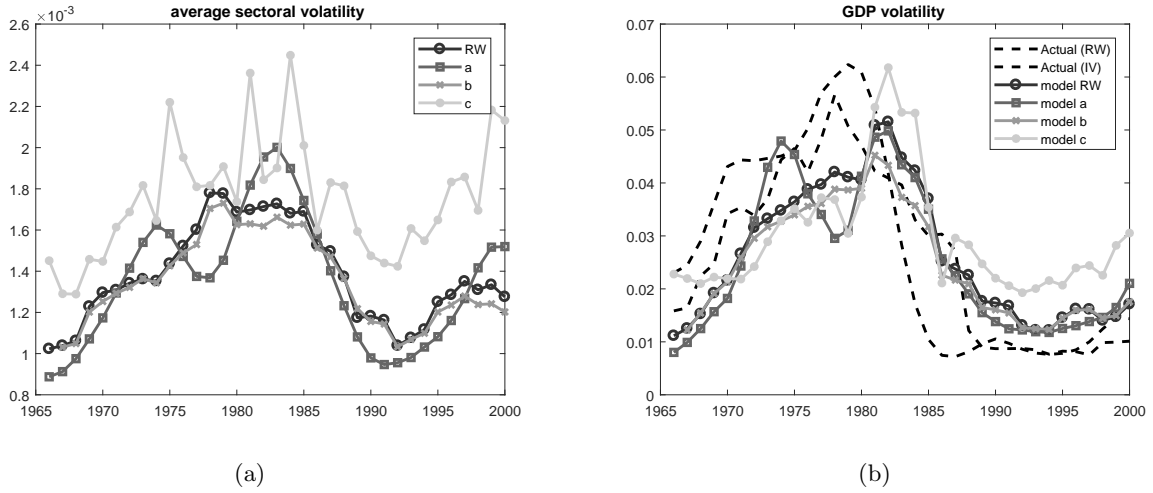 average sectoral volatility
×10⁻³
2.6
2.4
2.2
2
1.8
1.6
1.4
1.2
1
0.8
1965 1970 1975 1980 1985 1990 1995 2000
RW
a
b
c
(a)
GDP volatility
0.07
0.06
0.05
0.04
0.03
0.02
0.01
0
1965 1970 1975 1980 1985 1990 1995 2000
Actual (RW)
Actual (IV)
model RW
model a
model b
model c
(b)